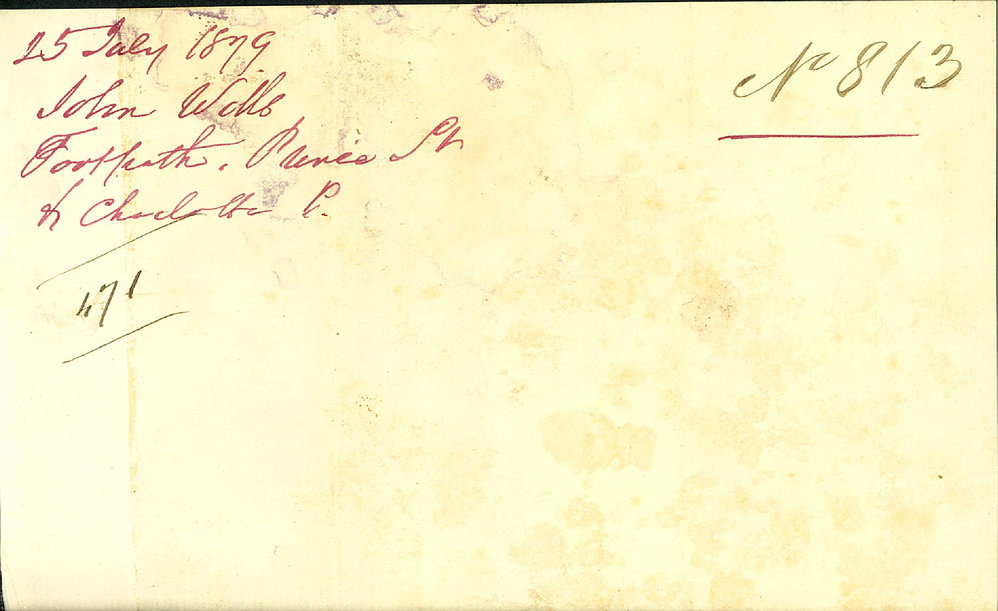 25 July 1879
John Wells
Footpath. Prince St
& Charlotte P.
471
No 813